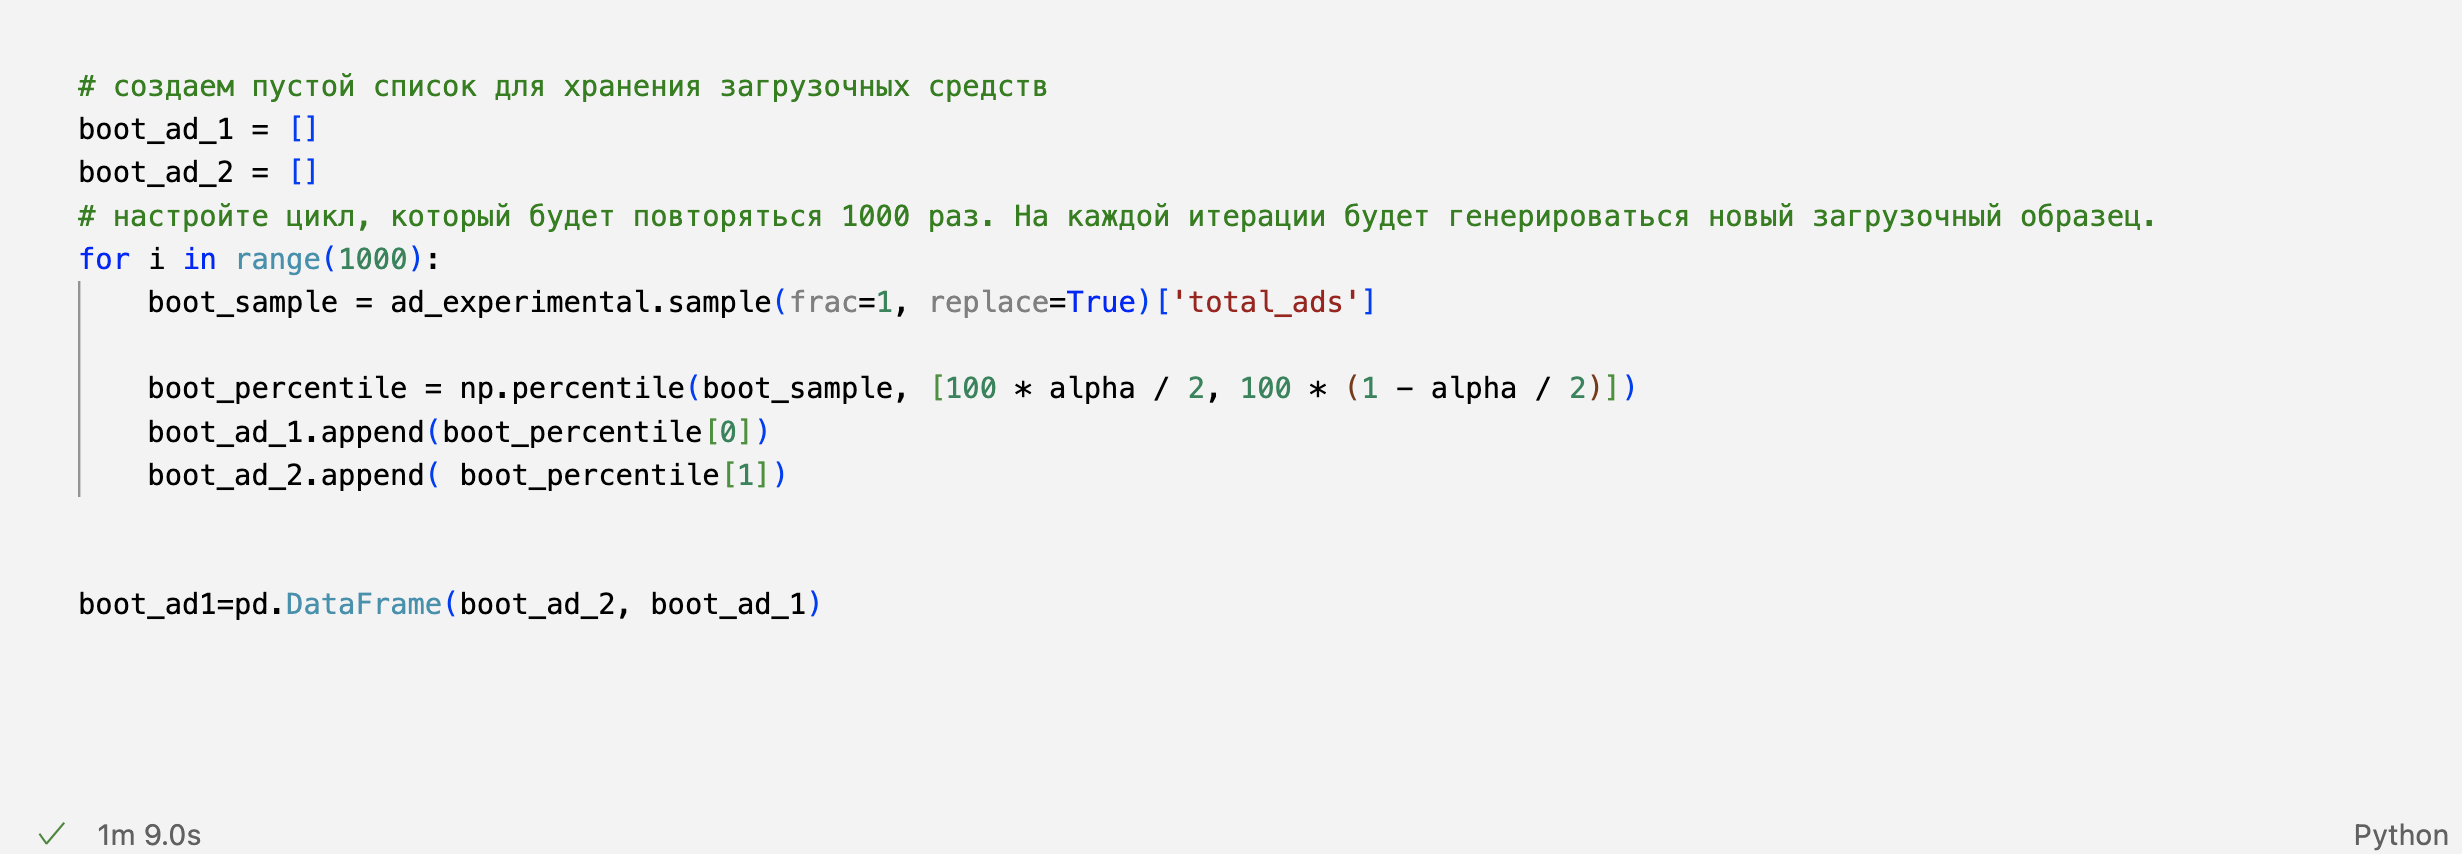 # создаем пустой список для хранения загрузочных средств
boot_ad_1 = []
boot_ad_2 = []
# настройте цикл, который будет повторяться 1000 раз. На каждой итерации будет генерироваться новый загрузочный образец.
for i in range(1000):
    boot_sample = ad_experimental.sample(frac=1, replace=True)['total_ads']
    boot_percentile = np.percentile(boot_sample, [100 * alpha / 2, 100 * (1 - alpha / 2)])
    boot_ad_1.append(boot_percentile[0])
    boot_ad_2.append( boot_percentile[1])
boot_ad1=pd.DataFrame(boot_ad_2, boot_ad_1)
1m 9.0s
Python